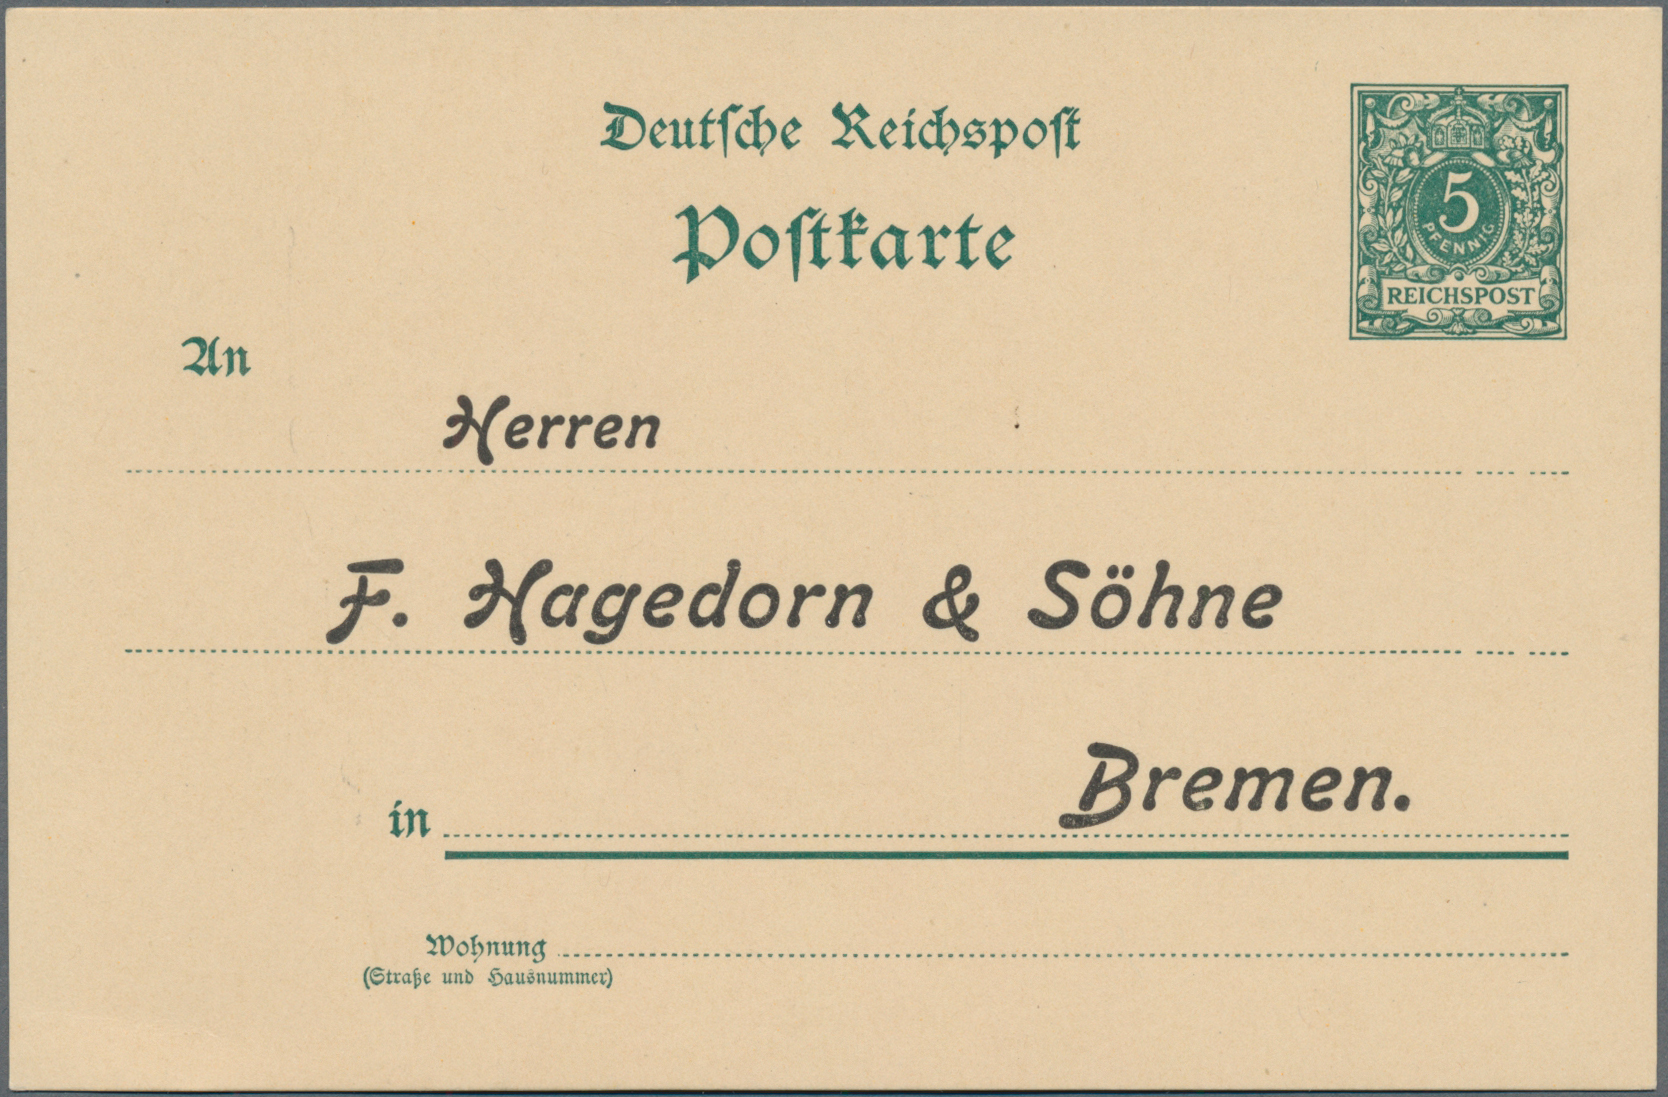 Deutsche Reichspost
Postkarte
5
PFENNIG
REICHSPOST
An
Herren
F. Hagedorn & Söhne
in Bremen.
Wohnung
(Straße und Hausnummer)